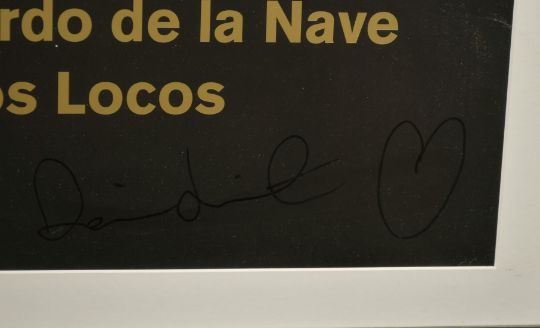 rdo de la Nave
os Locos